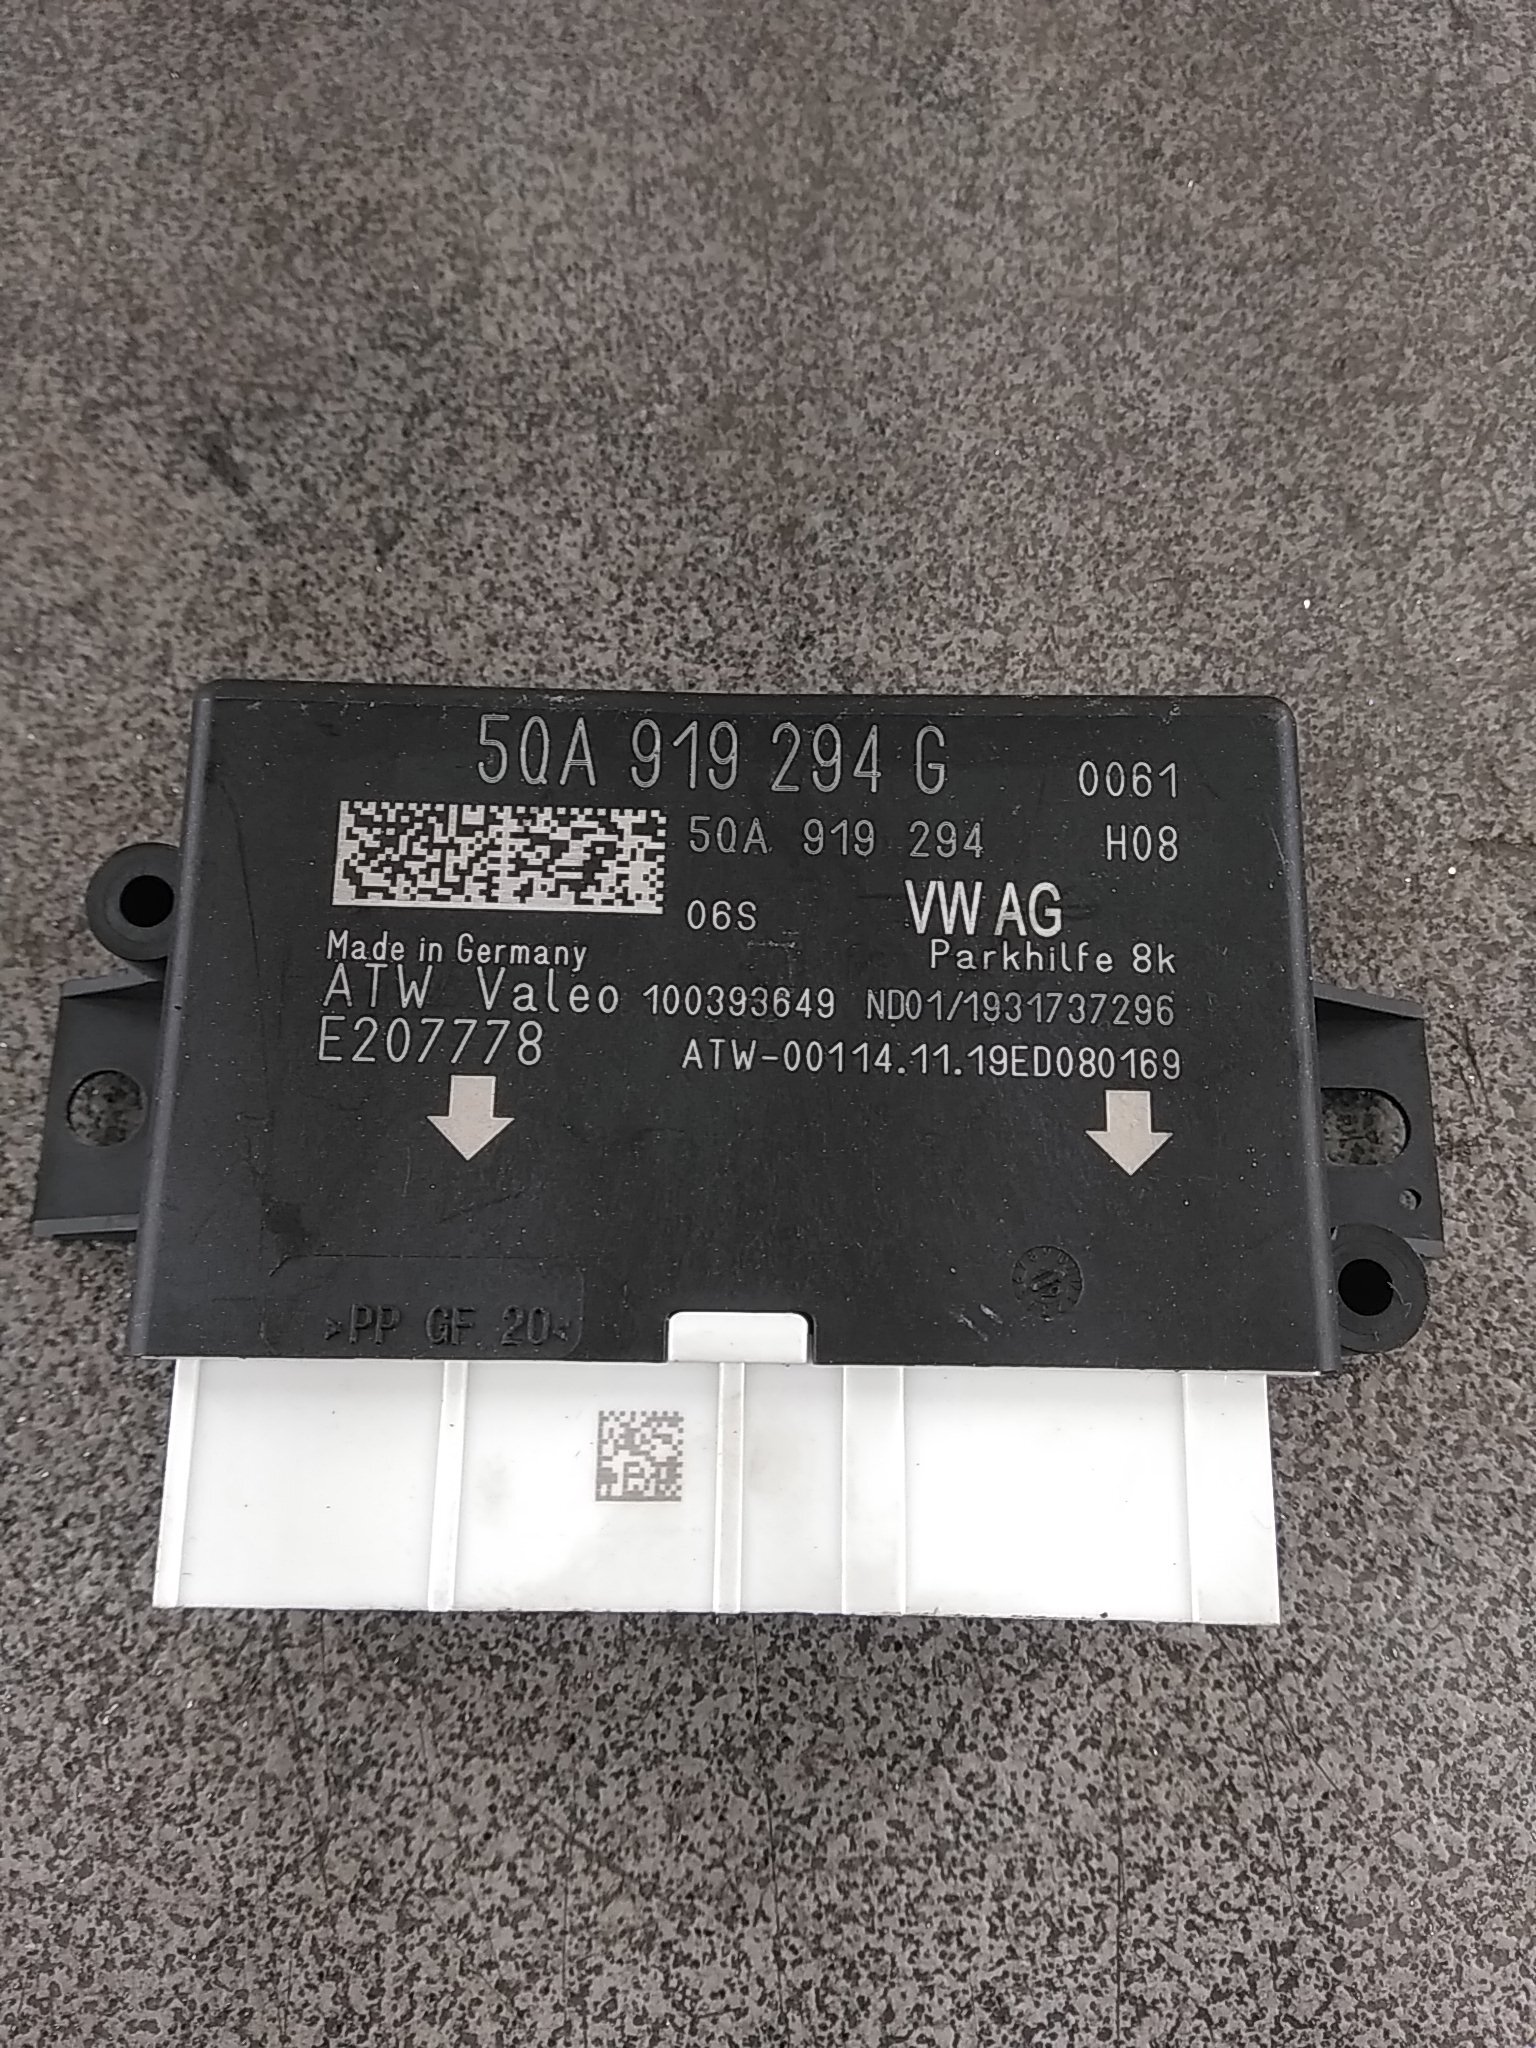 5QA 919 294 G 0061
5QA 919 294 H08
06S VW AG
Made in Germany Parkhilfe 8k
ATW Valeo 100393649 ND01/1931737296
E207778 ATW-00114.11.19ED080169
>PP GF 20<